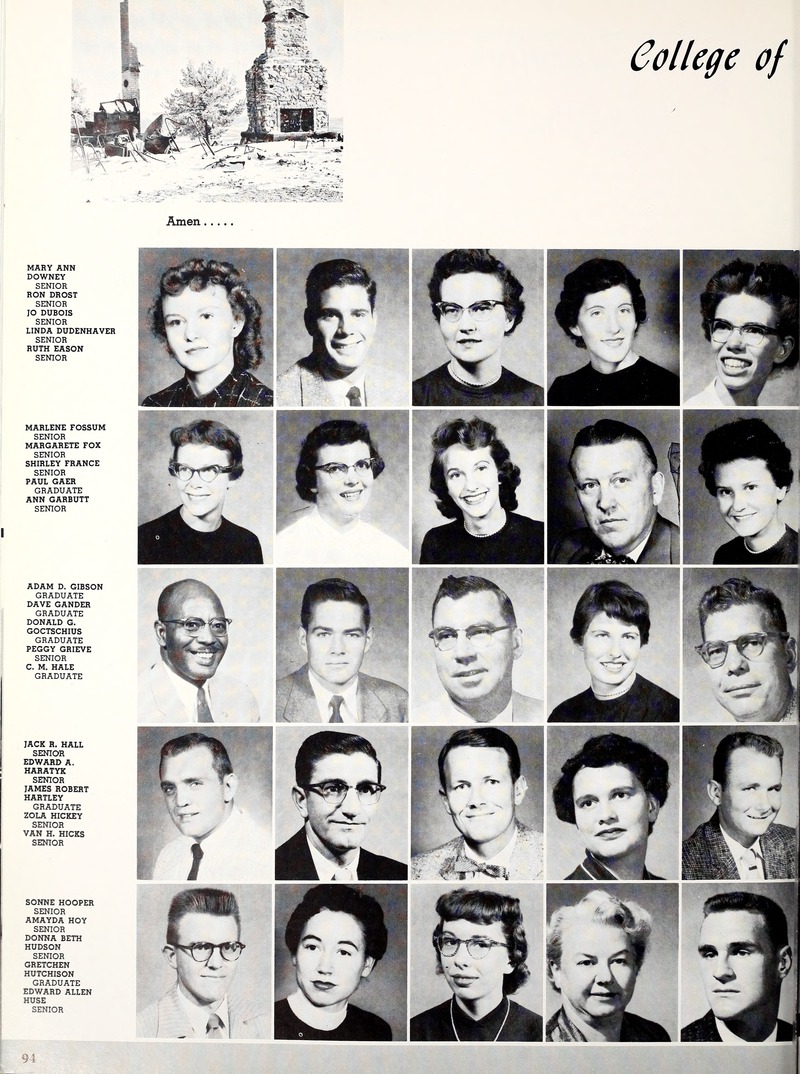 College of
Amen.....
MARY ANN
DOWNEY
SENIOR
RON DROST
SENIOR
JO DUBOIS
SENIOR
LINDA DUDENHAVER
SENIOR
RUTH EASON
SENIOR
MARLENE FOSSUM
SENIOR
MARGARETE FOX
SENIOR
SHIRLEY FRANCE
SENIOR
PAUL GAER
GRADUATE
ANN GARBUTT
SENIOR
ADAM D. GIBSON
GRADUATE
DAVE GANDER
GRADUATE
DONALD G.
GOCTSCHIUS
GRADUATE
PEGGY GRIEVE
SENIOR
C. M. HALE
GRADUATE
JACK R. HALL
SENIOR
EDWARD A.
HARATYK
SENIOR
JAMES ROBERT
HARTLEY
GRADUATE
ZOLA HICKEY
SENIOR
VAN H. HICKS
SENIOR
SONNE HOOPER
SENIOR
AMAYDA HOY
SENIOR
DONNA BETH
HUDSON
SENIOR
GRETCHEN
HUTCHISON
GRADUATE
EDWARD ALLEN
HUSE
SENIOR
94